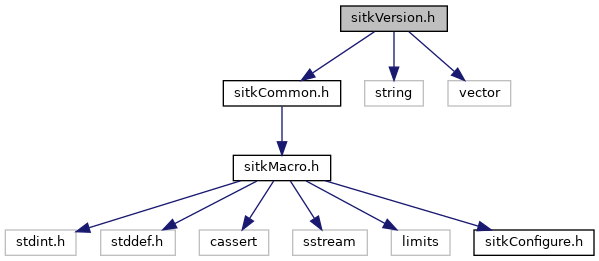 sitkVersion.h
sitkCommon.h
string
vector
sitkMacro.h
stdint.h
stddef.h
cassert
sstream
limits
sitkConfigure.h